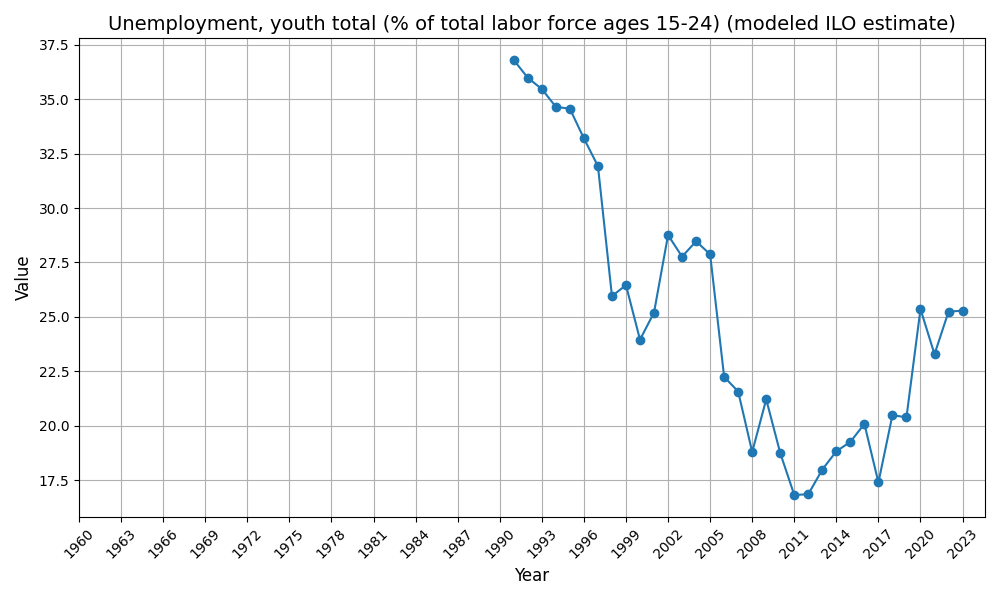 Unemployment, youth total (% of total labor force ages 15-24) (modeled ILO estimate)
37.5
35.0
32.5
30.0
27.5
25.0
22.5
20.0
17.5
Value
1960 1963 1966 1969 1972 1975 1978 1981 1984 1987 1990 1993 1996 1999 2002 2005 2008 2011 2014 2017 2020 2023
Year